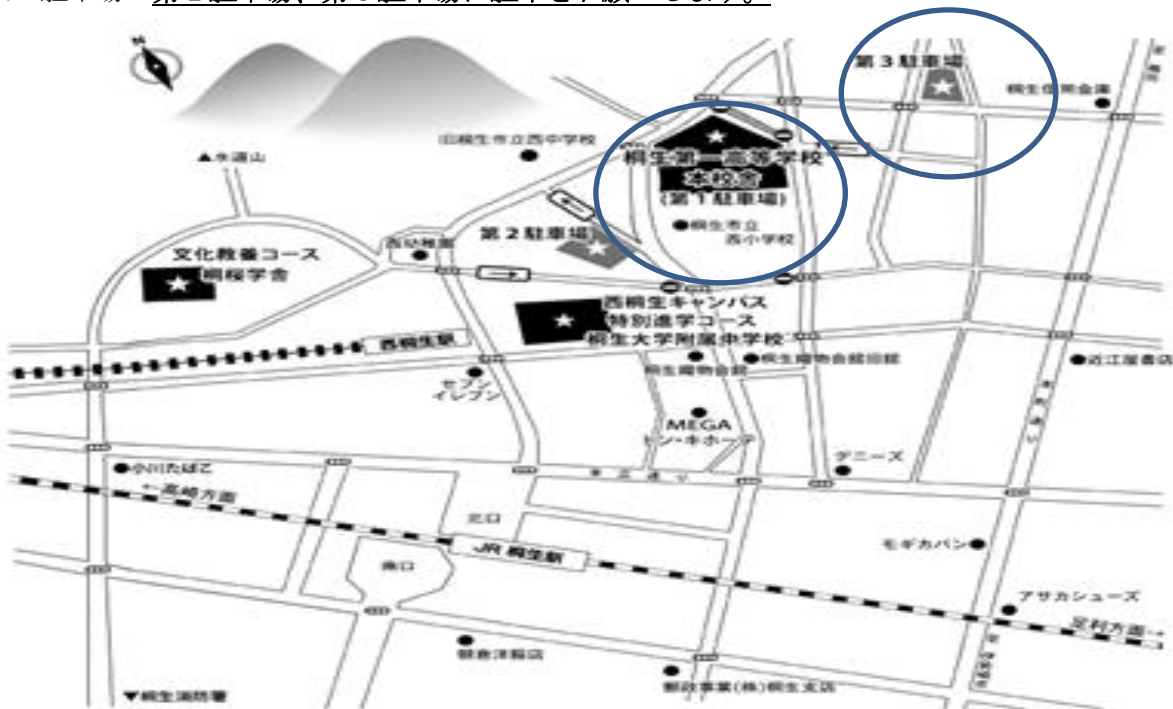 N
第3駐車場
桐生信用金庫
旧桐生市立西中学校
桐生第一高等学校
本校舎
(第1駐車場)
▲水道山
桐生市立
西小学校
第2駐車場
西幼稚園
文化教養コース
桐桜学舎
西桐生キャンパス
特別進学コース
桐生大学附属中学校
西桐生駅
桐生織物会館
桐生織物会館旧館
近江屋書店
セブン
イレブン
MEGA
ドン・キホーテ
デニーズ
小川たばこ
←高崎方面
北口
JR 桐生駅
南口
モギカバン
アサカシューズ
足利方面→
朝倉洋服店
郵政事業(株)桐生支店
▼桐生消防署